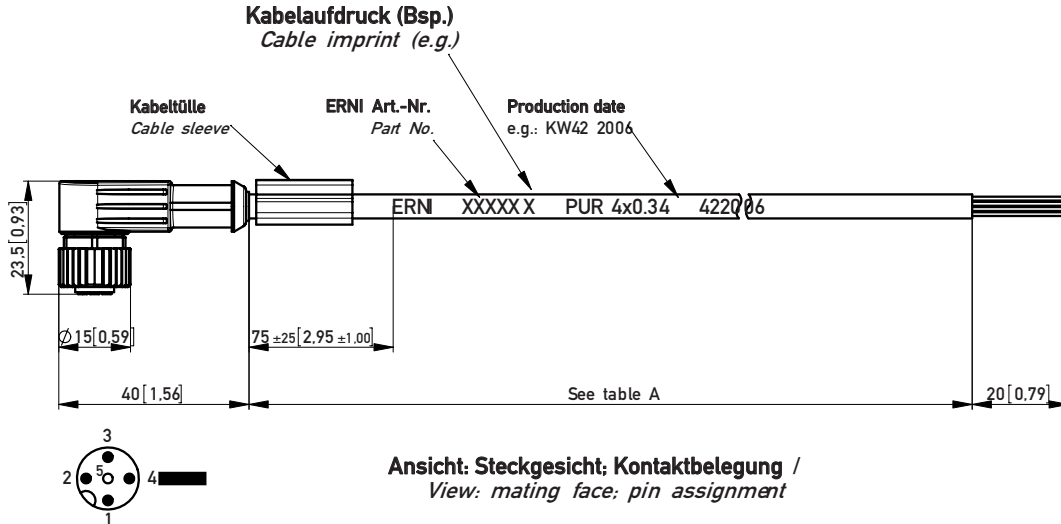 Kabelaufdruck (Bsp.)
Cable imprint (e.g.)
Kabeltülle
Cable sleeve
ERNI Art.-Nr.
Part No.
Production date
e.g.: KW42 2006
ERNI XXXXX X PUR 4x0.34 422006
23,5[0,93]
Ø15[0,59]
75 ±25[2,95 ±1,00]
40[1,56]
See table A
20[0,79]
3
2 5 4
1
Ansicht: Steckgesicht; Kontaktbelegung /
View: mating face; pin assignment